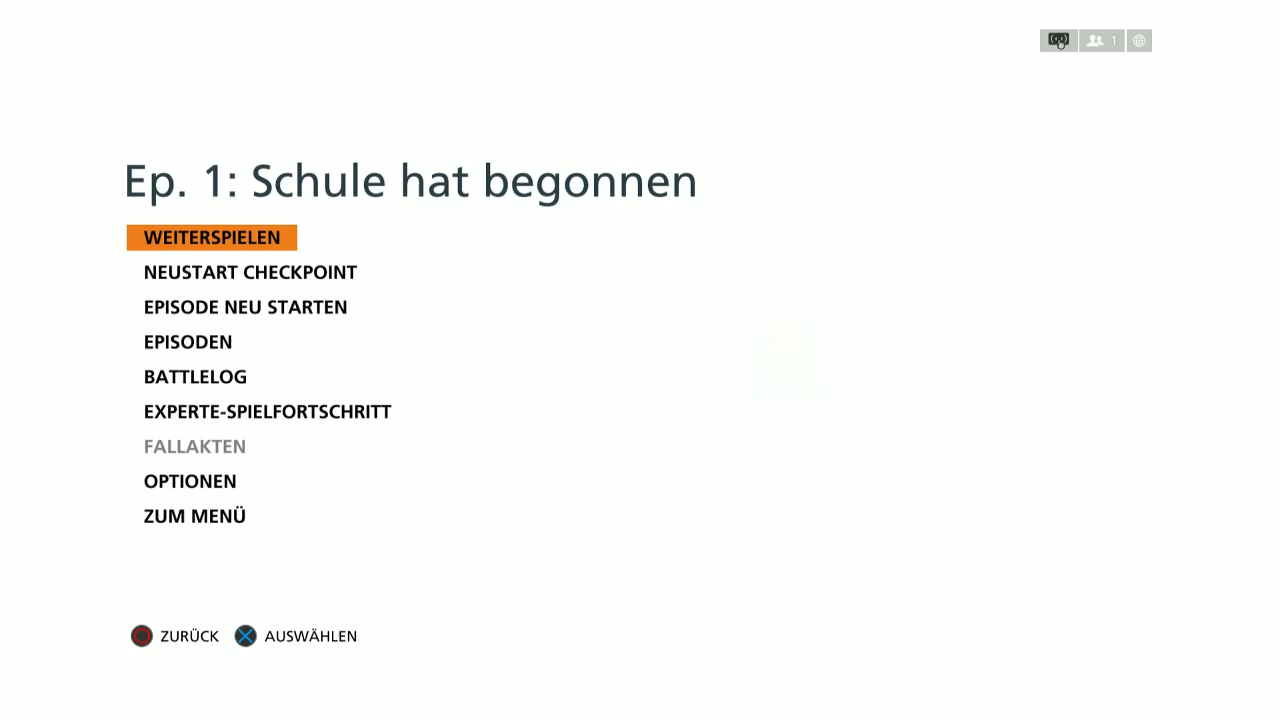 1
Ep. 1: Schule hat begonnen
WEITERSPIELEN
NEUSTART CHECKPOINT
EPISODE NEU STARTEN
EPISODEN
BATTLELOG
EXPERTE-SPIELFORTSCHRITT
FALLAKTEN
OPTIONEN
ZUM MENÜ
ZURÜCK AUSWÄHLEN